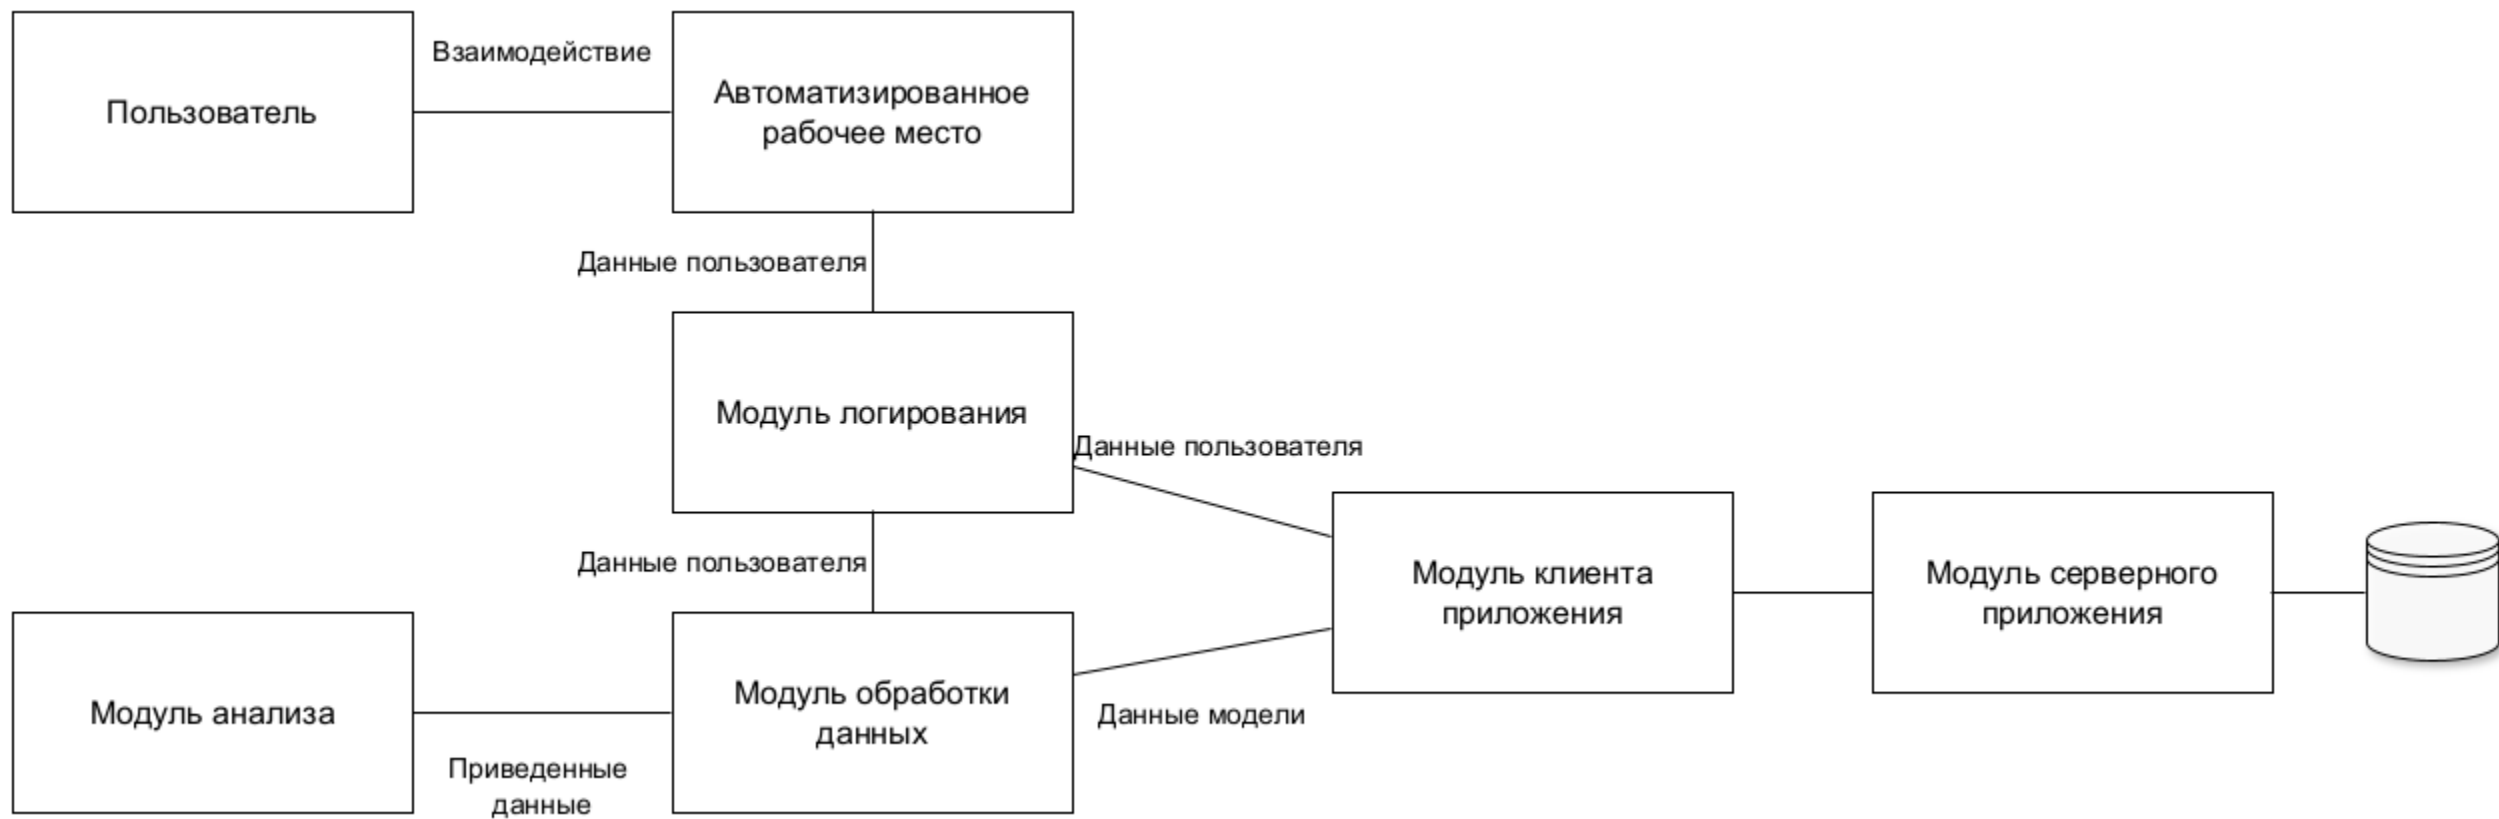 Пользователь
Взаимодействие
Автоматизированное
рабочее место
Данные пользователя
Модуль логирования
Данные пользователя
Данные пользователя
Модуль клиента
приложения
Модуль серверного
приложения
Модуль анализа
Приведенные
данные
Модуль обработки
данных
Данные модели